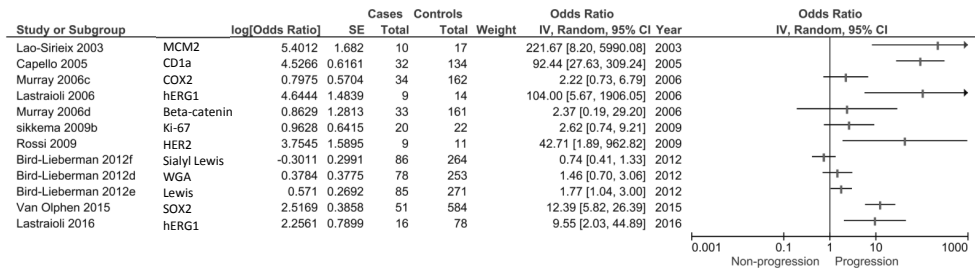 Cases Controls Odds Ratio Odds Ratio
Study or Subgroup log[Odds Ratio] SE Total Total Weight IV, Random, 95% CI Year IV, Random, 95% CI
Lao-Sirieix 2003 MCM2 5.4012 1.682 10 17 221.67 [8.20, 5990.08] 2003
Capello 2005 CD1a 4.5266 0.6161 32 134 92.44 [27.63, 309.24] 2005
Murray 2006c COX2 0.7975 0.5704 34 162 2.22 [0.73, 6.79] 2006
Lastraioli 2006 hERG1 4.6444 1.4839 9 14 104.00 [5.67, 1906.05] 2006
Murray 2006d Beta-catenin 0.8629 1.2813 33 161 2.37 [0.19, 29.20] 2006
sikkema 2009b Ki-67 0.9628 0.6415 20 22 2.62 [0.74, 9.21] 2009
Rossi 2009 HER2 3.7545 1.5895 9 11 42.71 [1.89, 962.82] 2009
Bird-Lieberman 2012f Sialyl Lewis -0.3011 0.2991 86 264 0.74 [0.41, 1.33] 2012
Bird-Lieberman 2012d WGA 0.3784 0.3775 78 253 1.46 [0.70, 3.06] 2012
Bird-Lieberman 2012e Lewis 0.571 0.2692 85 271 1.77 [1.04, 3.00] 2012
Van Olphen 2015 SOX2 2.5169 0.3858 51 584 12.39 [5.82, 26.39] 2015
Lastraioli 2016 hERG1 2.2561 0.7899 16 78 9.55 [2.03, 44.89] 2016
0.001 0.1 1 10 1000
Non-progression Progression